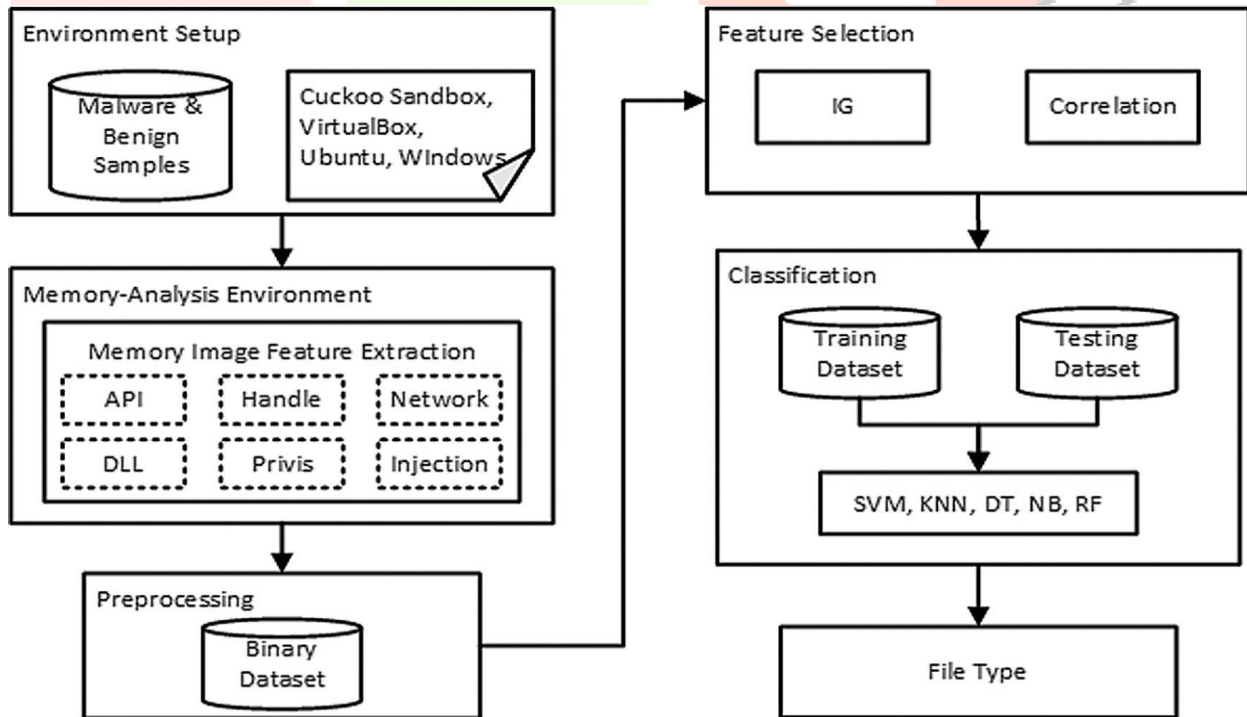 Environment Setup
Malware &
Benign
Samples
Cuckoo Sandbox,
VirtualBox,
Ubuntu, WIndows
Memory-Analysis Environment
Memory Image Feature Extraction
API
Handle
Network
DLL
Privis
Injection
Preprocessing
Binary
Dataset
Feature Selection
IG
Correlation
Classification
Training
Dataset
Testing
Dataset
SVM, KNN, DT, NB, RF
File Type